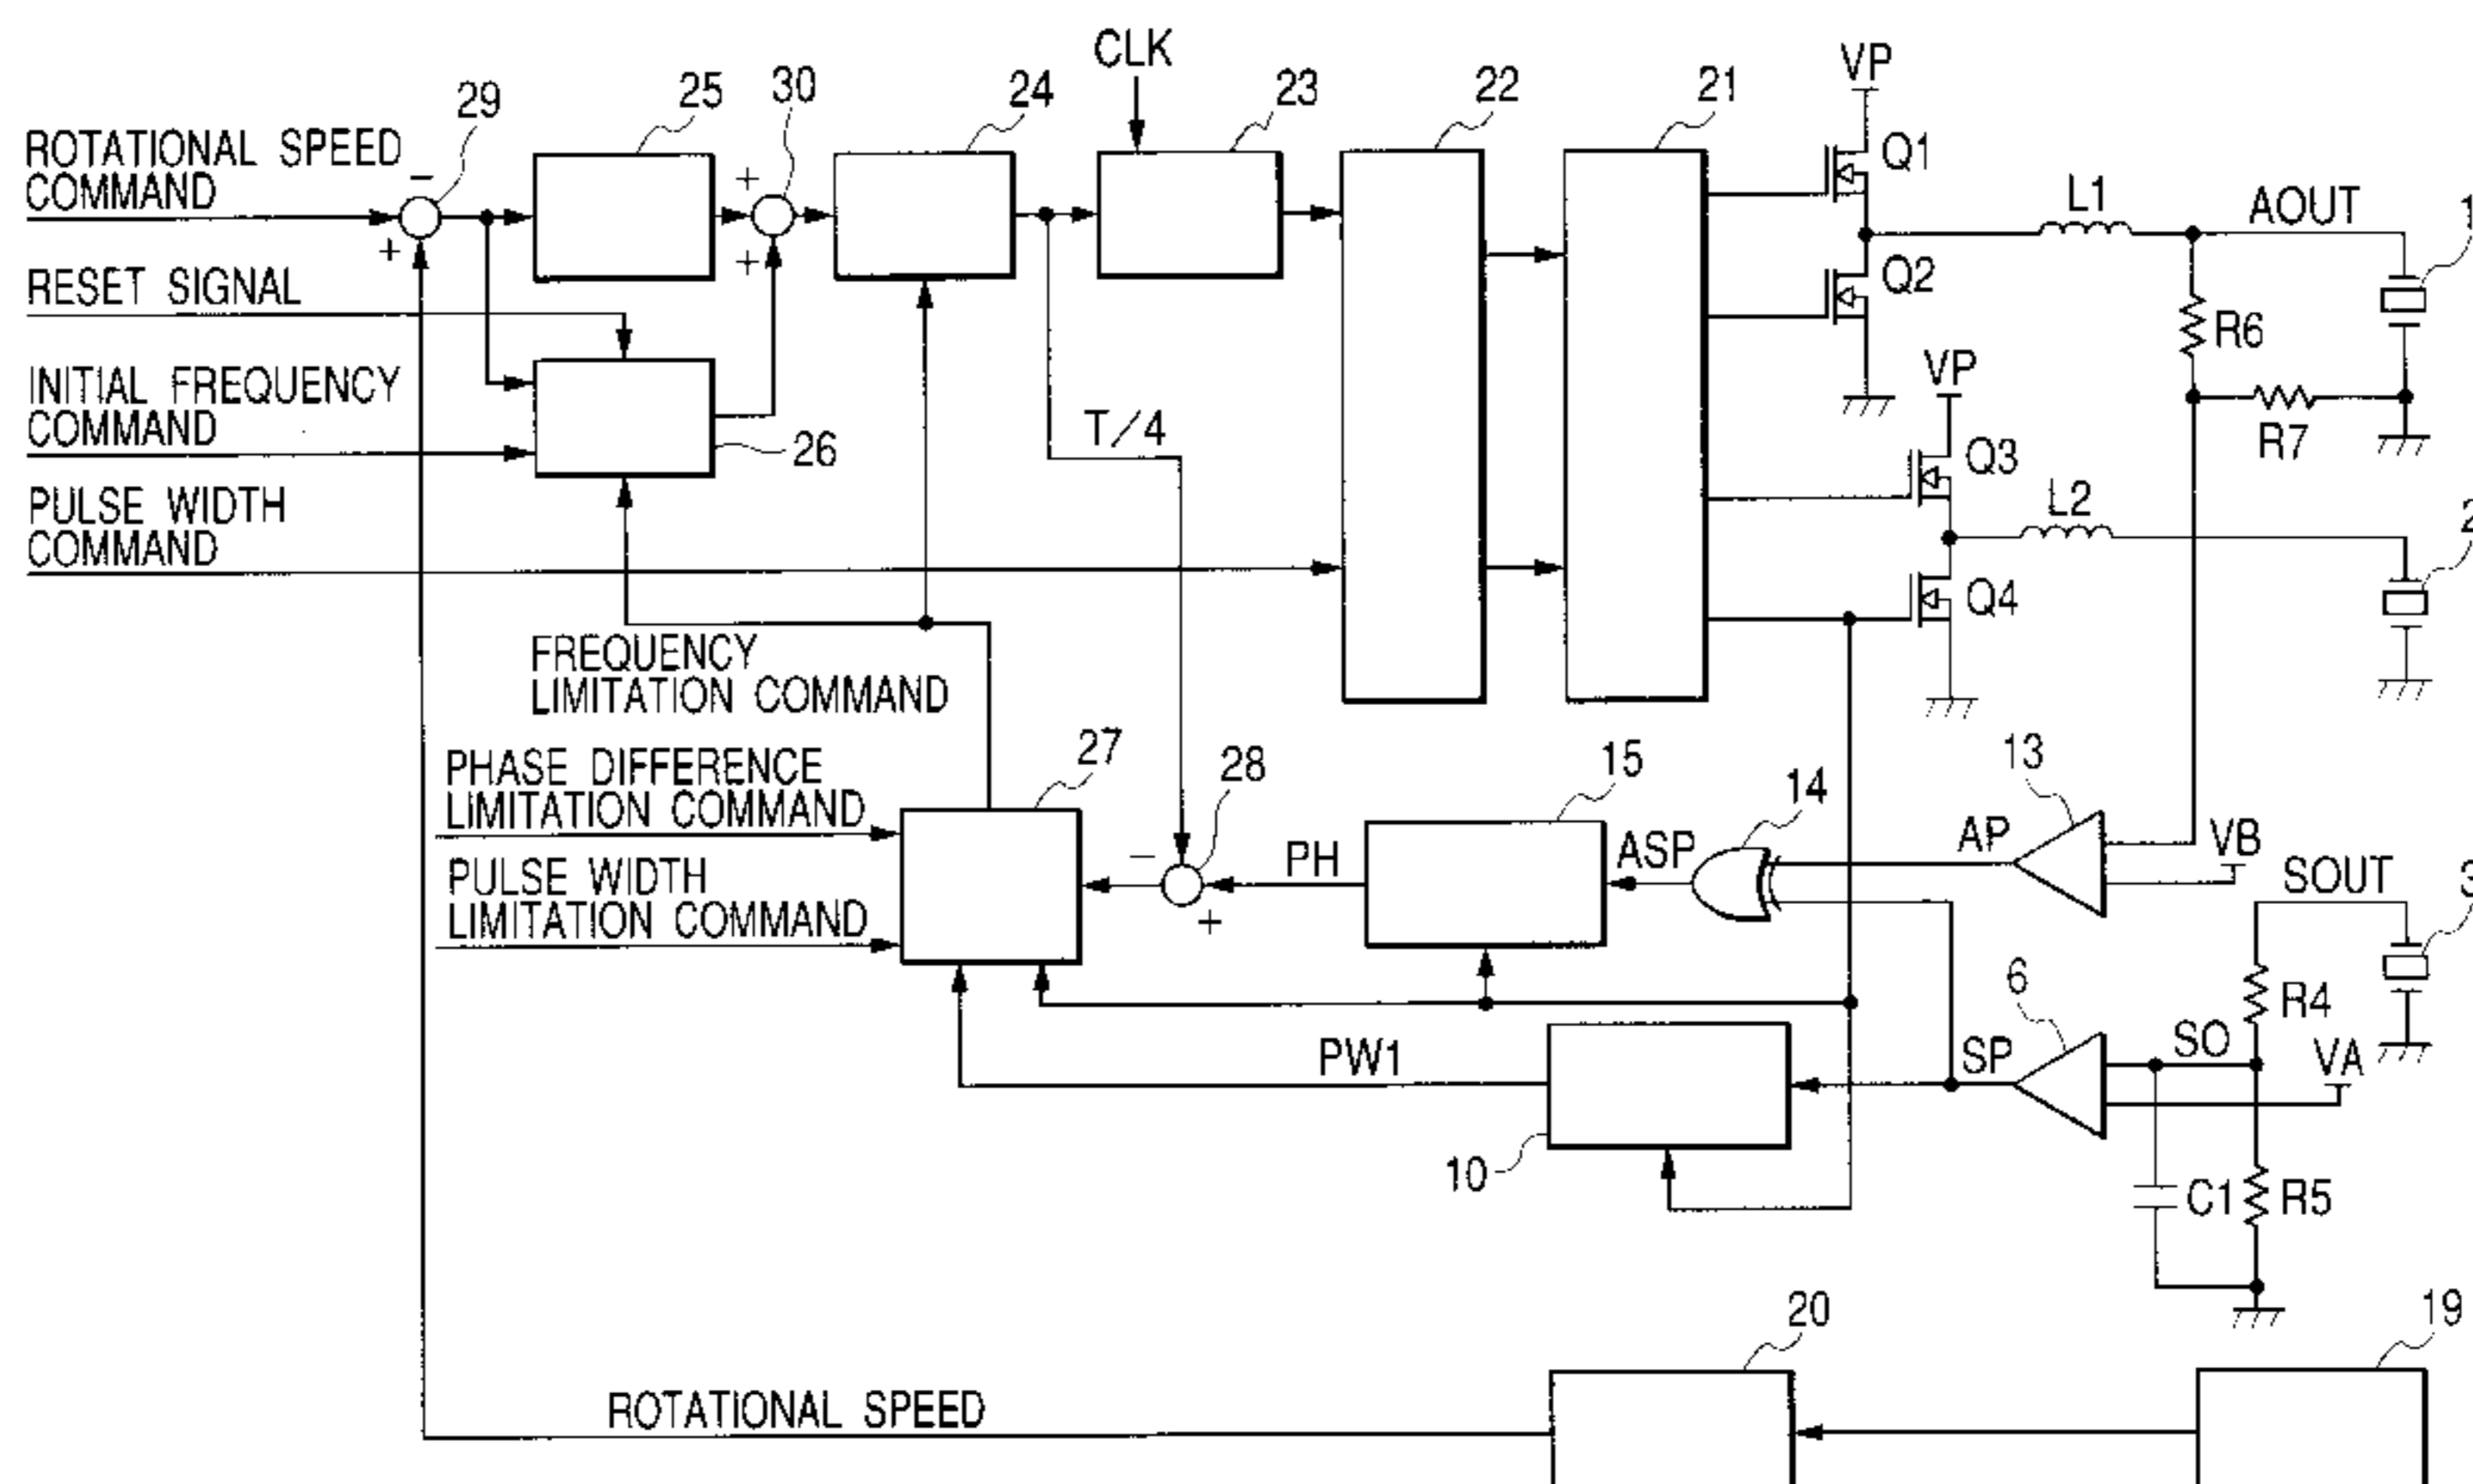 CLK
VP
29
25
30
24
23
22
21
ROTATIONAL SPEED
COMMAND
−
+
+
+
Q1
L1
AOUT
1
RESET SIGNAL
Q2
R6
INITIAL FREQUENCY
COMMAND
26
T/4
VP
R7
Q3
PULSE WIDTH
COMMAND
L2
2
Q4
FREQUENCY
LIMITATION COMMAND
PHASE DIFFERENCE
LIMITATION COMMAND
27
28
15
14
13
PULSE WIDTH
LIMITATION COMMAND
−
+
PH
ASP
AP
VB
SOUT
3
6
R4
PW1
SP
SO
VA
10
C1
R5
20
19
ROTATIONAL SPEED